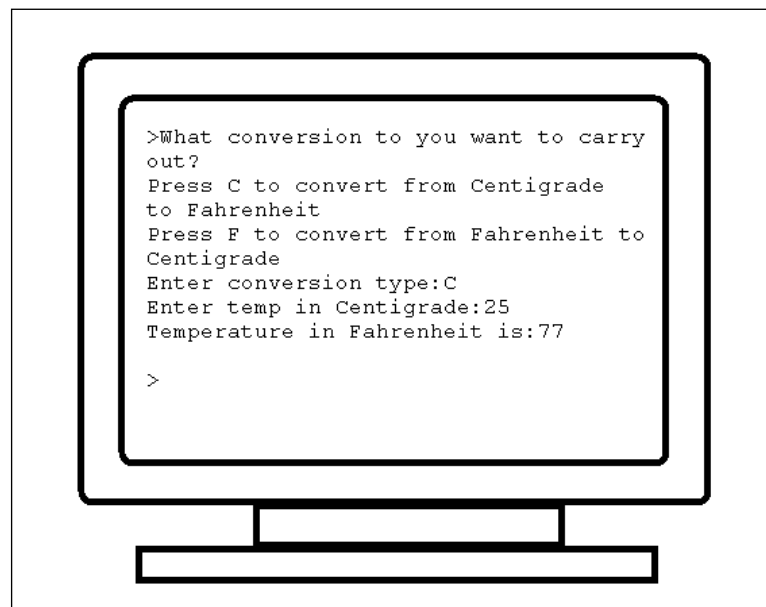 >What conversion to you want to carry
out?
Press C to convert from Centigrade
to Fahrenheit
Press F to convert from Fahrenheit to
Centigrade
Enter conversion type:C
Enter temp in Centigrade:25
Temperature in Fahrenheit is:77
>